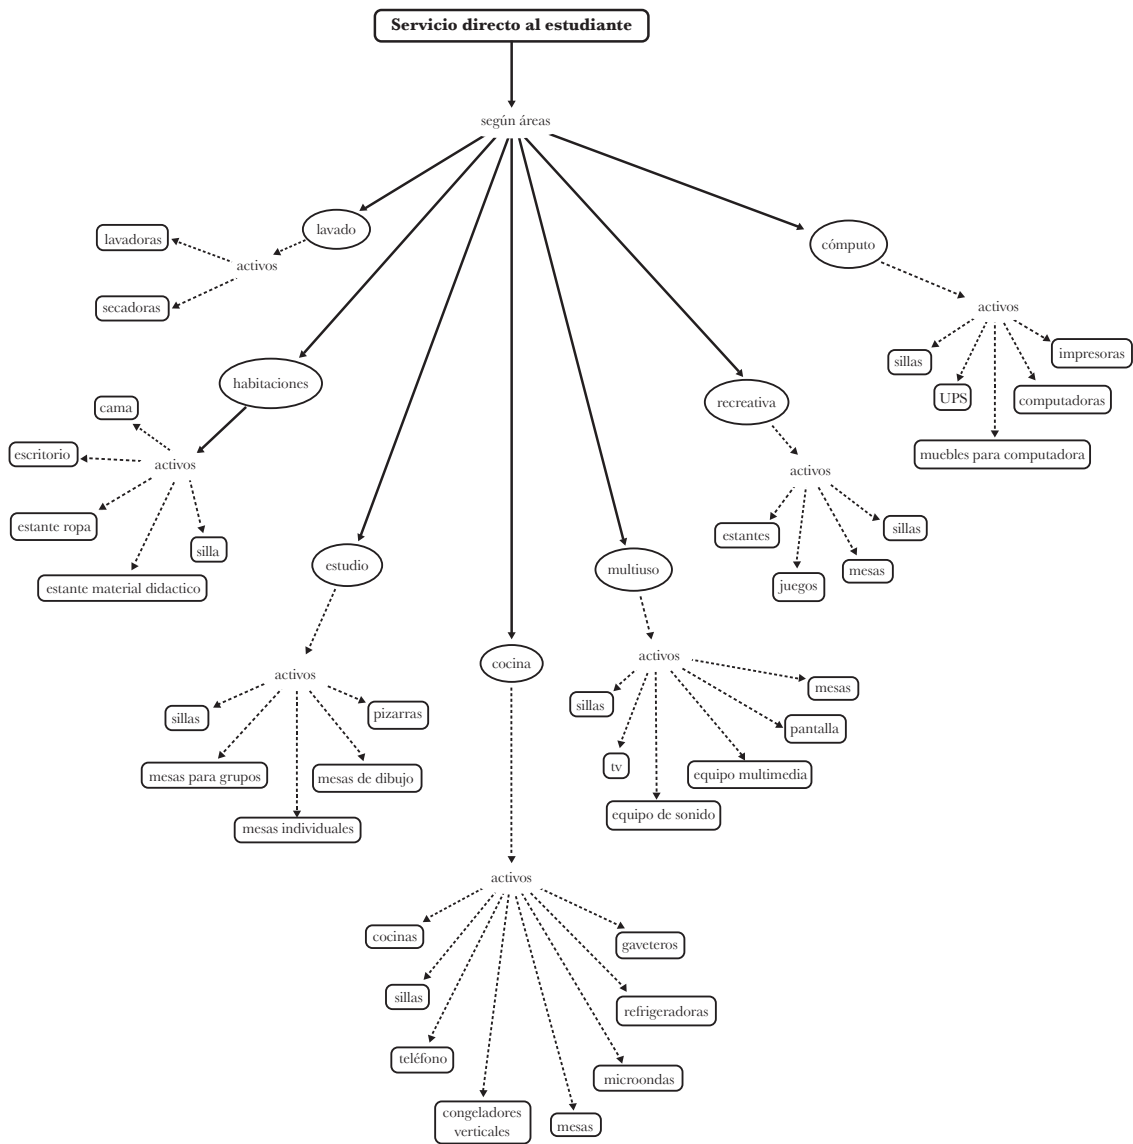 Servicio directo al estudiante
según áreas
lavado
lavadoras
activos
secadoras
cómputo
activos
sillas
impresoras
UPS
computadoras
muebles para computadora
habitaciones
cama
escritorio
activos
estante ropa
silla
estante material didactico
recreativa
activos
estantes
sillas
juegos
mesas
estudio
activos
sillas
pizarras
mesas para grupos
mesas de dibujo
mesas individuales
multiuso
activos
sillas
mesas
pantalla
tv
equipo multimedia
equipo de sonido
cocina
activos
cocinas
gaveteros
sillas
refrigeradoras
teléfono
microondas
congeladores
verticales
mesas